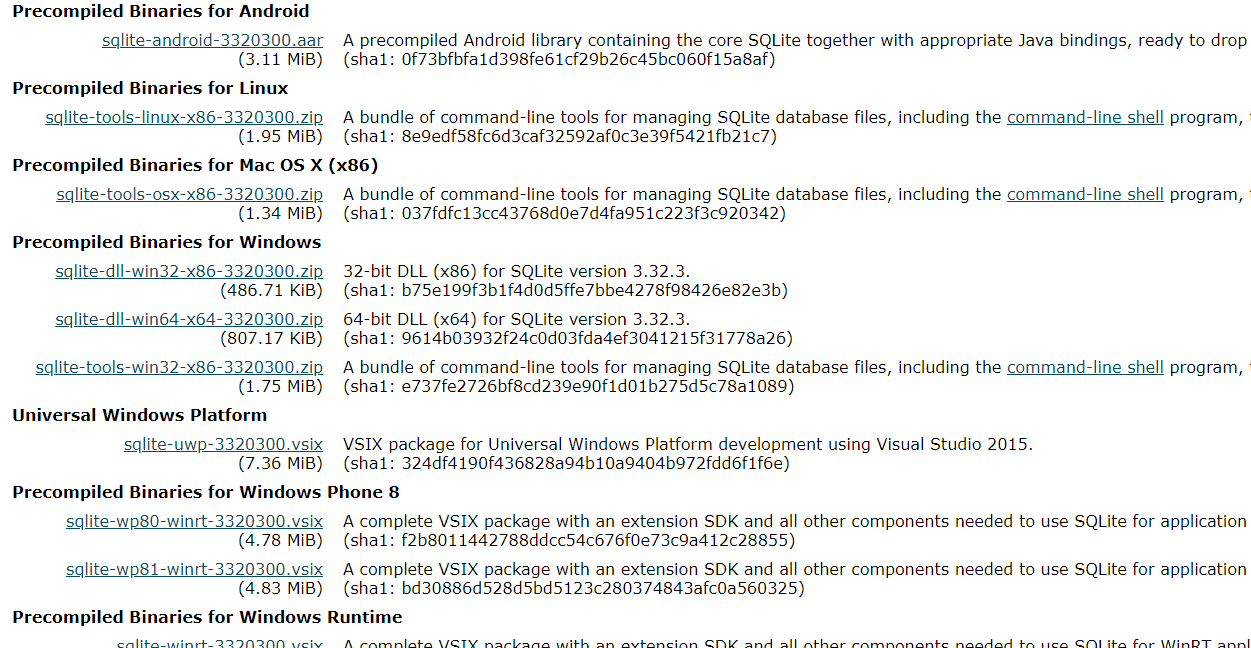 Precompiled Binaries for Android
sqlite-android-3320300.aar A precompiled Android library containing the core SQLite together with appropriate Java bindings, ready to drop
(3.11 MiB) (sha1: 0f73bfbfa1d398fe61cf29b26c45bc060f15a8af)
Precompiled Binaries for Linux
sqlite-tools-linux-x86-3320300.zip A bundle of command-line tools for managing SQLite database files, including the command-line shell program,
(1.95 MiB) (sha1: 8e9edf58fc6d3caf32592af0c3e39f5421fb21c7)
Precompiled Binaries for Mac OS X (x86)
sqlite-tools-osx-x86-3320300.zip A bundle of command-line tools for managing SQLite database files, including the command-line shell program,
(1.34 MiB) (sha1: 037fdfc13cc43768d0e7d4fa951c223f3c920342)
Precompiled Binaries for Windows
sqlite-dll-win32-x86-3320300.zip 32-bit DLL (x86) for SQLite version 3.32.3.
(486.71 KiB) (sha1: b75e199f3b1f4d0d5ffe7bbe4278f98426e82e3b)
sqlite-dll-win64-x64-3320300.zip 64-bit DLL (x64) for SQLite version 3.32.3.
(807.17 KiB) (sha1: 9614b03932f24c0d03fda4ef3041215f31778a26)
sqlite-tools-win32-x86-3320300.zip A bundle of command-line tools for managing SQLite database files, including the command-line shell program,
(1.75 MiB) (sha1: e737fe2726bf8cd239e90f1d01b275d5c78a1089)
Universal Windows Platform
sqlite-uwp-3320300.vsix VSIX package for Universal Windows Platform development using Visual Studio 2015.
(7.36 MiB) (sha1: 324df4190f436828a94b10a9404b972fdd6f1f6e)
Precompiled Binaries for Windows Phone 8
sqlite-wp80-winrt-3320300.vsix A complete VSIX package with an extension SDK and all other components needed to use SQLite for application
(4.78 MiB) (sha1: f2b8011442788ddcc54c676f0e73c9a412c28855)
sqlite-wp81-winrt-3320300.vsix A complete VSIX package with an extension SDK and all other components needed to use SQLite for application
(4.83 MiB) (sha1: bd30886d528d5bd5123c280374843afc0a560325)
Precompiled Binaries for Windows Runtime
sqlite-winrt-3320300.vsix A complete VSIX package with an extension SDK and all other components needed to use SQLite for WinRT appl